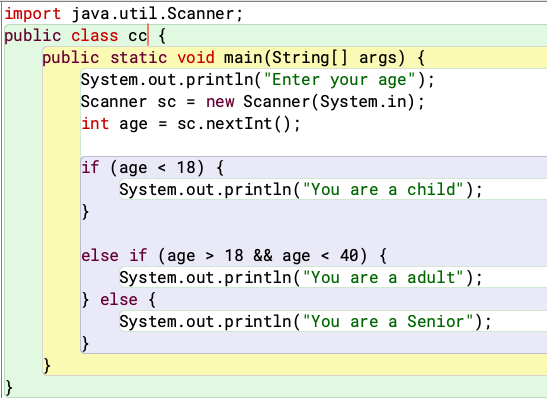 import java.util.Scanner;
public class cc {
    public static void main(String[] args) {
        System.out.println("Enter your age");
        Scanner sc = new Scanner(System.in);
        int age = sc.nextInt();

        if (age < 18) {
            System.out.println("You are a child");
        }

        else if (age > 18 && age < 40) {
            System.out.println("You are a adult");
        } else {
            System.out.println("You are a Senior");
        }
    }
}